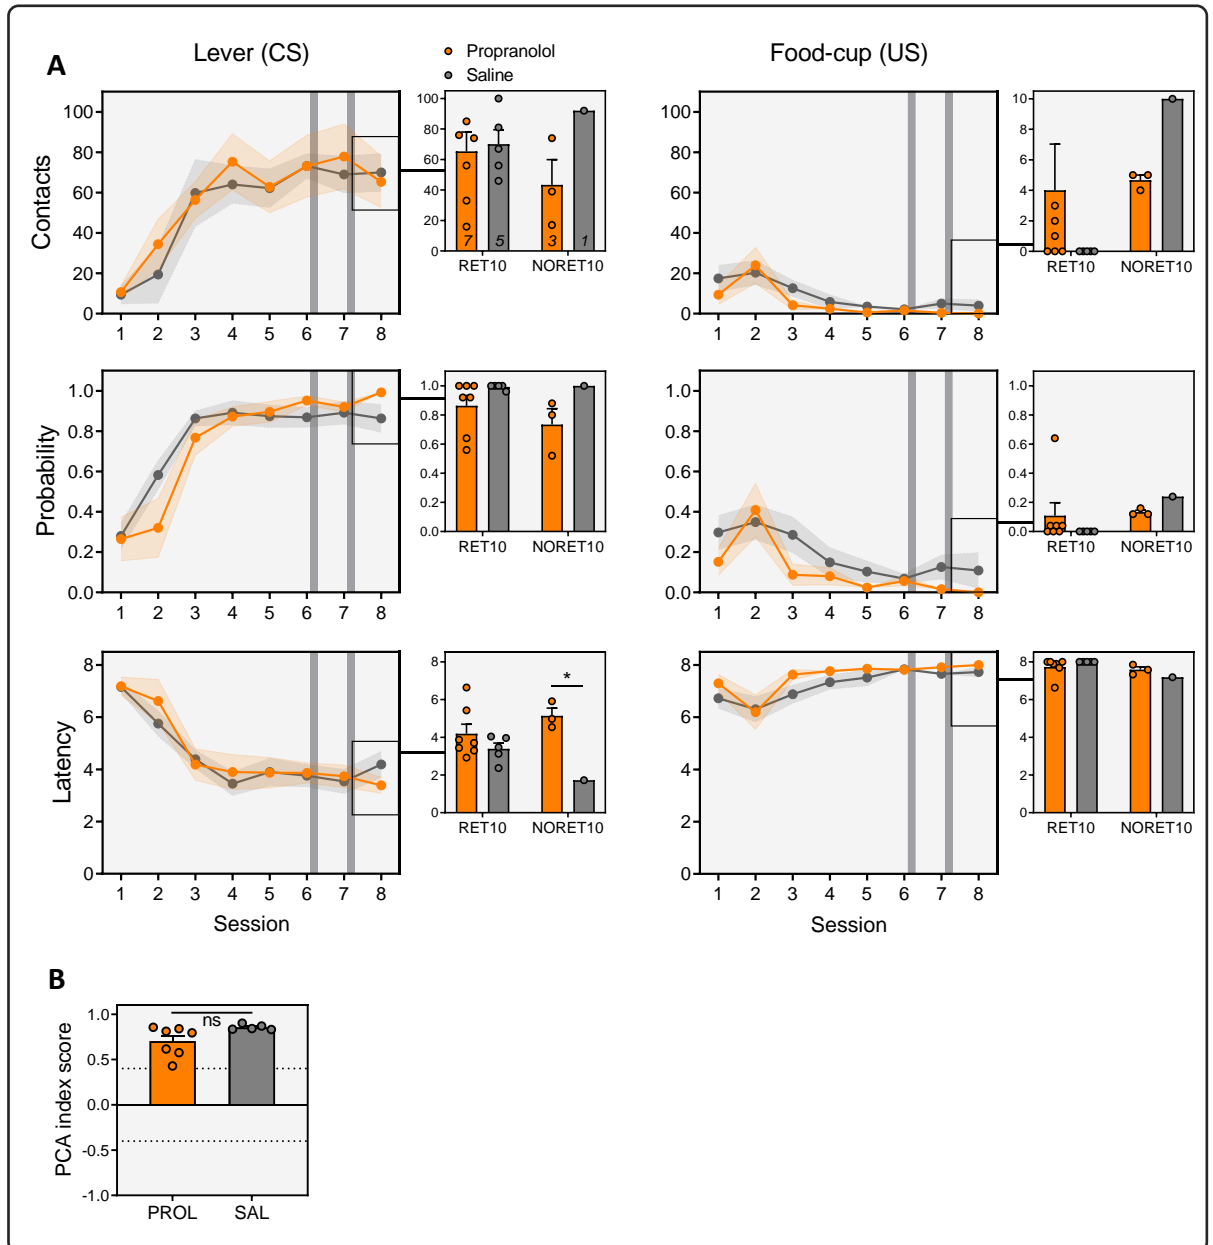 A
Lever (CS)
Propranolol
Saline
Food-cup (US)
Contacts
100
80
60
40
20
0
1 2 3 4 5 6 7 8
100
80
60
40
20
0
7 5 3 1
RET10 NORET10
100
80
60
40
20
0
1 2 3 4 5 6 7 8
10
8
6
4
2
0
RET10 NORET10
Probability
1.0
0.8
0.6
0.4
0.2
0.0
1 2 3 4 5 6 7 8
1.0
0.8
0.6
0.4
0.2
0.0
RET10 NORET10
1.0
0.8
0.6
0.4
0.2
0.0
1 2 3 4 5 6 7 8
1.0
0.8
0.6
0.4
0.2
0.0
RET10 NORET10
Latency
8
6
4
2
0
1 2 3 4 5 6 7 8
Session
8
6
4
2
0
*
RET10 NORET10
8
6
4
2
0
1 2 3 4 5 6 7 8
Session
8
6
4
2
0
RET10 NORET10
B
PCA index score
1.0
0.5
0.0
-0.5
-1.0
ns
PROL SAL